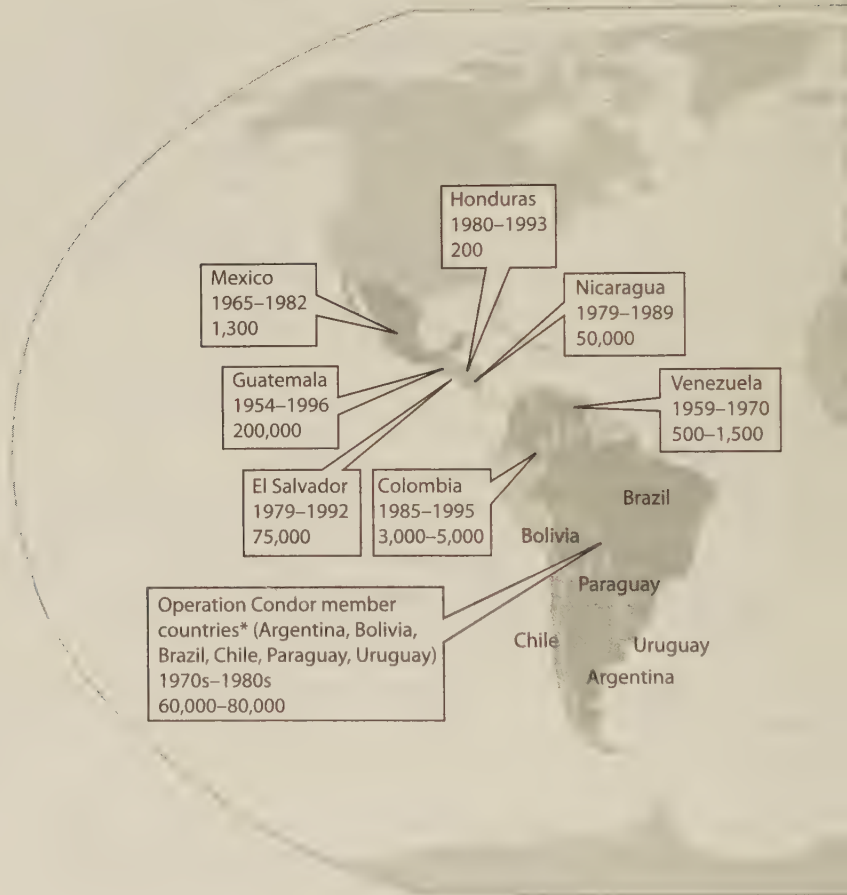 Honduras
1980–1993
200
Mexico
1965–1982
1,300
Nicaragua
1979–1989
50,000
Guatemala
1954–1996
200,000
Venezuela
1959–1970
500–1,500
El Salvador
1979–1992
75,000
Colombia
1985–1995
3,000–5,000
Brazil
Bolivia
Paraguay
Operation Condor member
countries* (Argentina, Bolivia,
Brazil, Chile, Paraguay, Uruguay)
1970s–1980s
60,000–80,000
Chile
Uruguay
Argentina